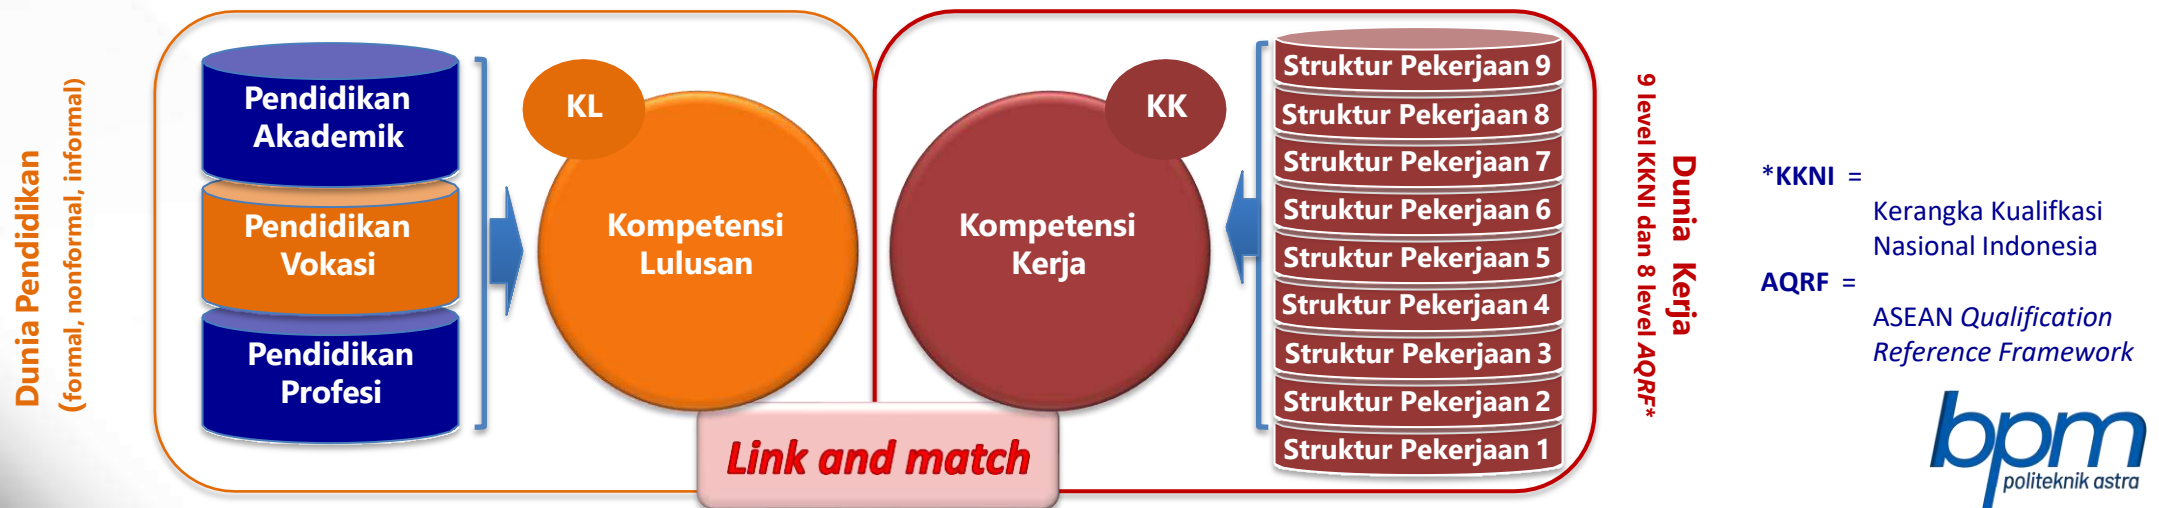 Dunia Pendidikan
(formal, nonformal, informal)
Pendidikan
Akademik
Pendidikan
Vokasi
Pendidikan
Profesi
KL
Kompetensi
Lulusan
KK
Kompetensi
Kerja
Link and match
Struktur Pekerjaan 9
Struktur Pekerjaan 8
Struktur Pekerjaan 7
Struktur Pekerjaan 6
Struktur Pekerjaan 5
Struktur Pekerjaan 4
Struktur Pekerjaan 3
Struktur Pekerjaan 2
Struktur Pekerjaan 1
Dunia Kerja
9 level KKNI dan 8 level AQRF*
*KKNI =
Kerangka Kualifkasi
Nasional Indonesia
AQRF =
ASEAN Qualification
Reference Framework
bpm
politeknik astra